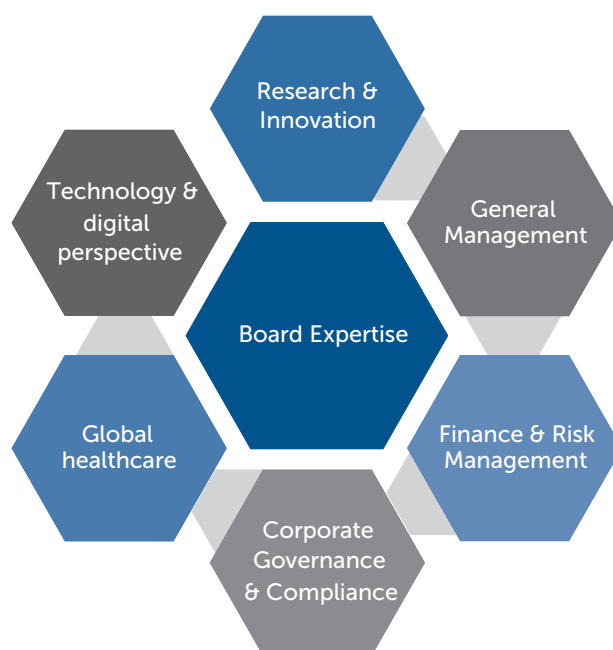 Research &
Innovation
Technology &
digital
perspective
General
Management
Board Expertise
Global
healthcare
Finance & Risk
Management
Corporate
Governance
& Compliance